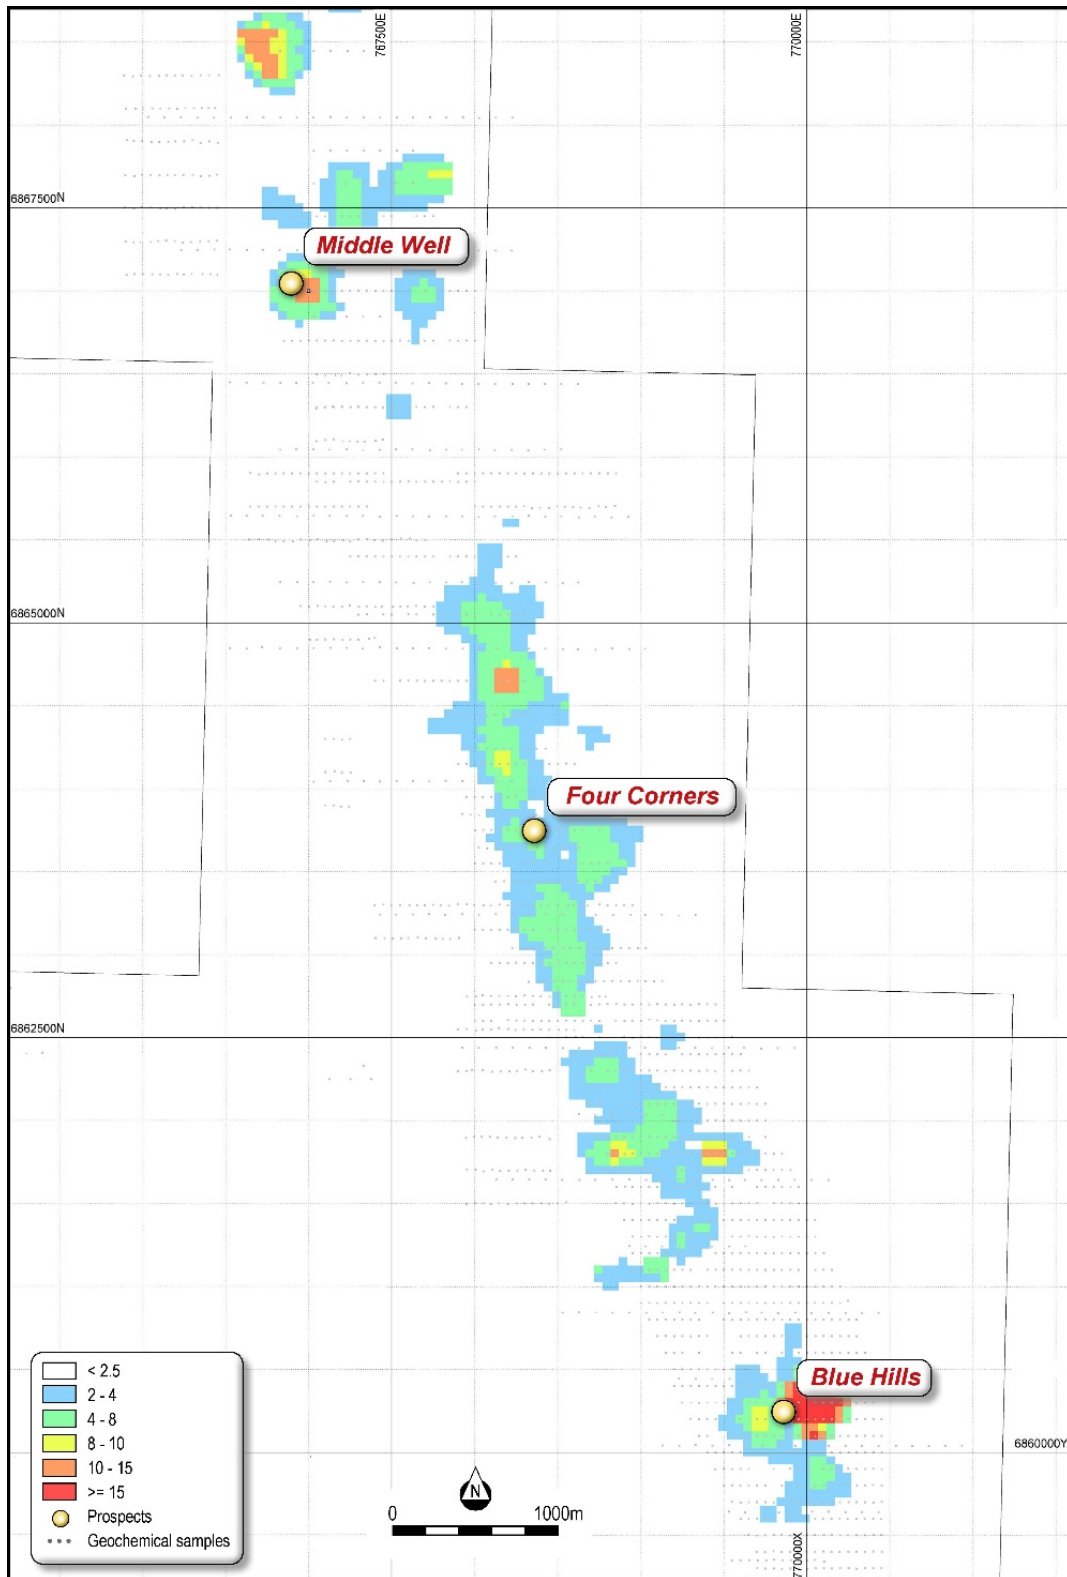 767500E
770000E
6867500N
Middle Well
6865000N
Four Corners
6862500N
Blue Hills
6860000Y
770000X
< 2.5
2 - 4
4 - 8
8 - 10
10 - 15
>= 15
Prospects
Geochemical samples
N
0 1000m